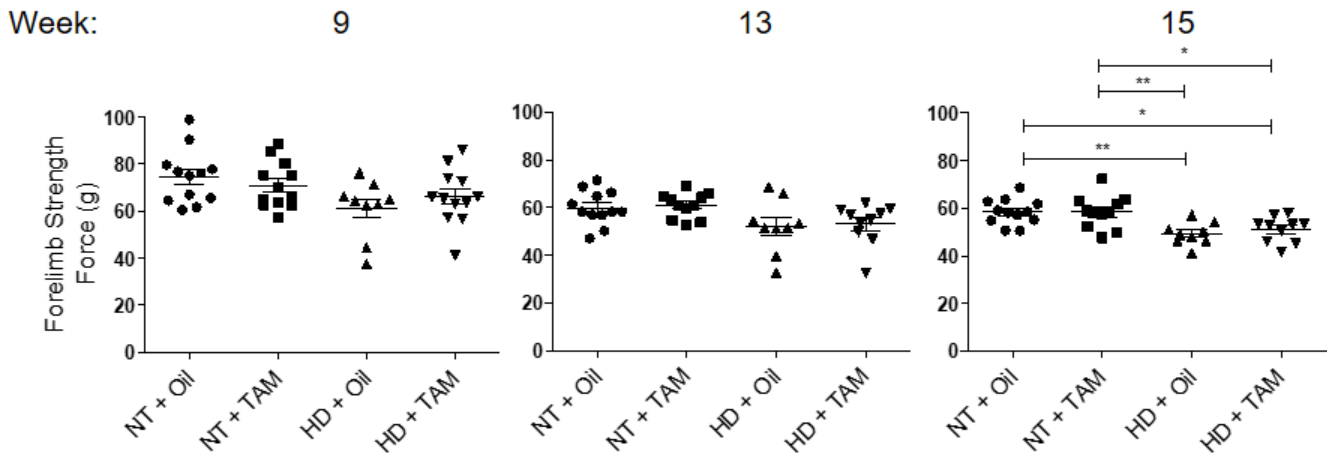 Week: 9 13 15
*
**
*
**
Forelimb Strength
Force (g)
100
80
60
40
20
0
NT + Oil
NT + TAM
HD + Oil
HD + TAM
100
80
60
40
20
0
NT + Oil
NT + TAM
HD + Oil
HD + TAM
100
80
60
40
20
0
NT + Oil
NT + TAM
HD + Oil
HD + TAM